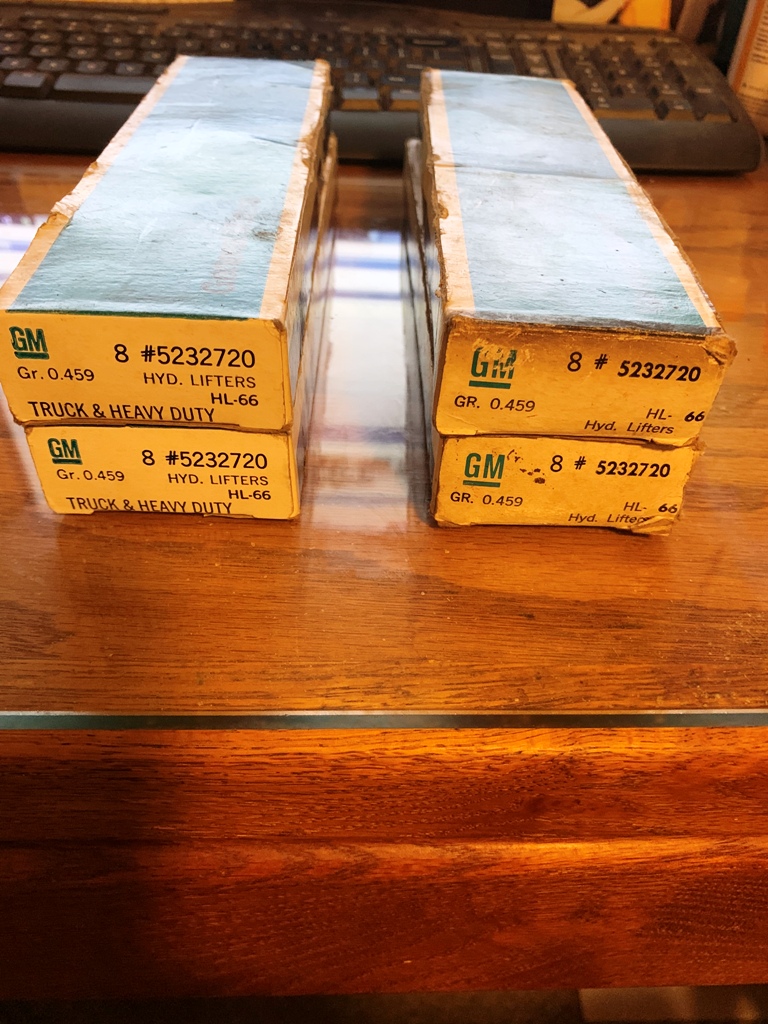 GM
8 #5232720
Gr. 0.459
HYD. LIFTERS
HL-66
TRUCK & HEAVY DUTY
GM
8 #5232720
Gr. 0.459
HYD. LIFTERS
HL-66
TRUCK & HEAVY DUTY
GM
8 # 5232720
GR. 0.459
HL- 66
Hyd. Lifters
GM
8 # 5232720
GR. 0.459
HL- 66
Hyd. Lifters